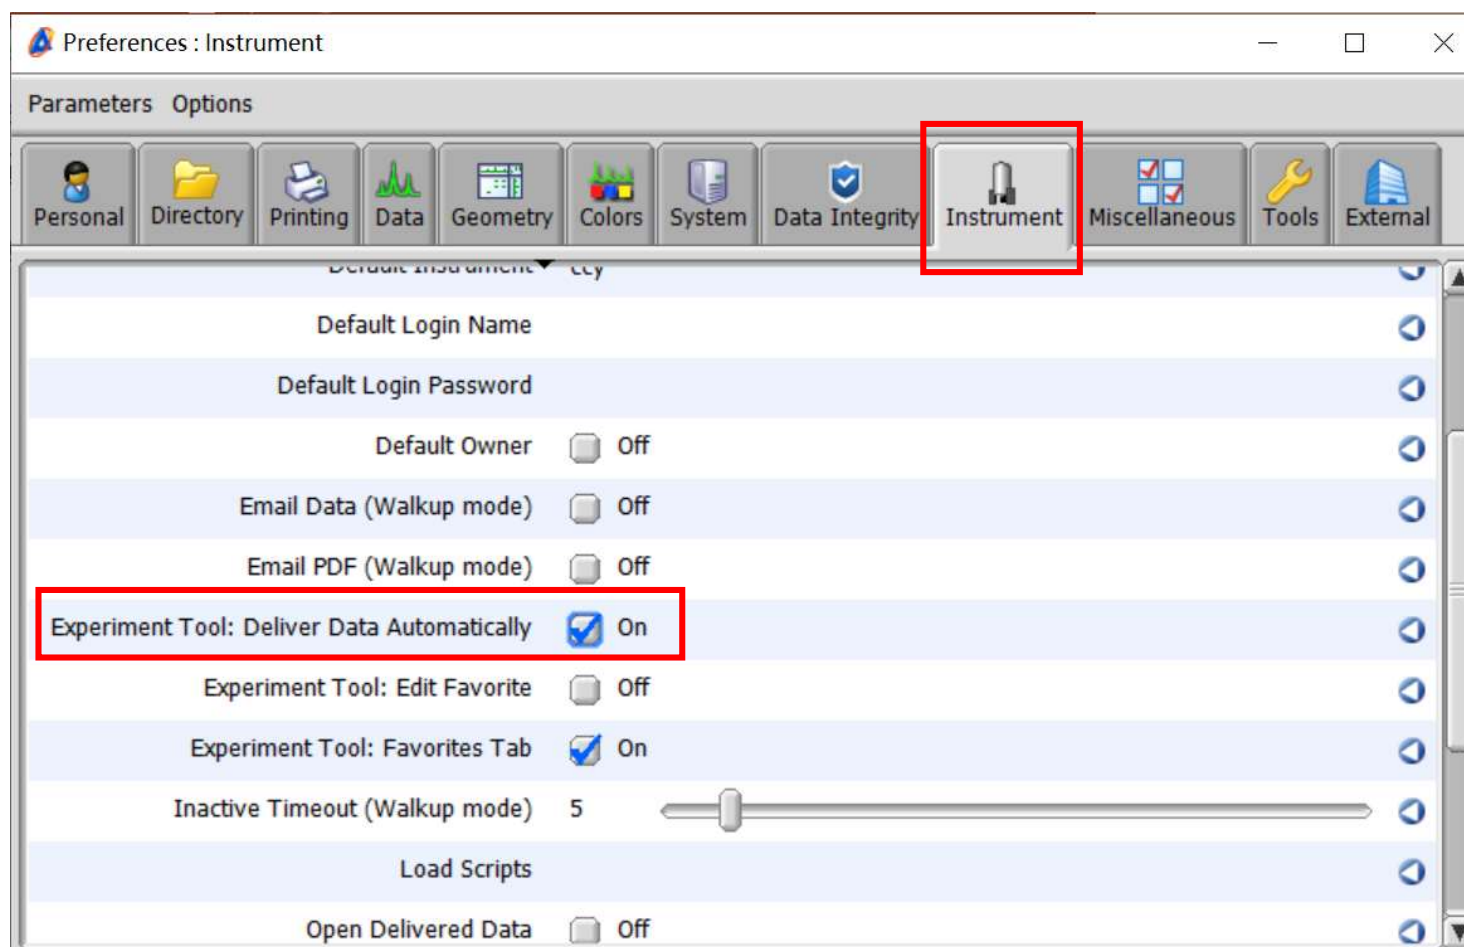 Preferences : Instrument
Parameters Options
Personal Directory Printing Data Geometry Colors System Data Integrity Instrument Miscellaneous Tools External
Default Instrument ccy
Default Login Name
Default Login Password
Default Owner Off
Email Data (Walkup mode) Off
Email PDF (Walkup mode) Off
Experiment Tool: Deliver Data Automatically On
Experiment Tool: Edit Favorite Off
Experiment Tool: Favorites Tab On
Inactive Timeout (Walkup mode) 5
Load Scripts
Open Delivered Data Off